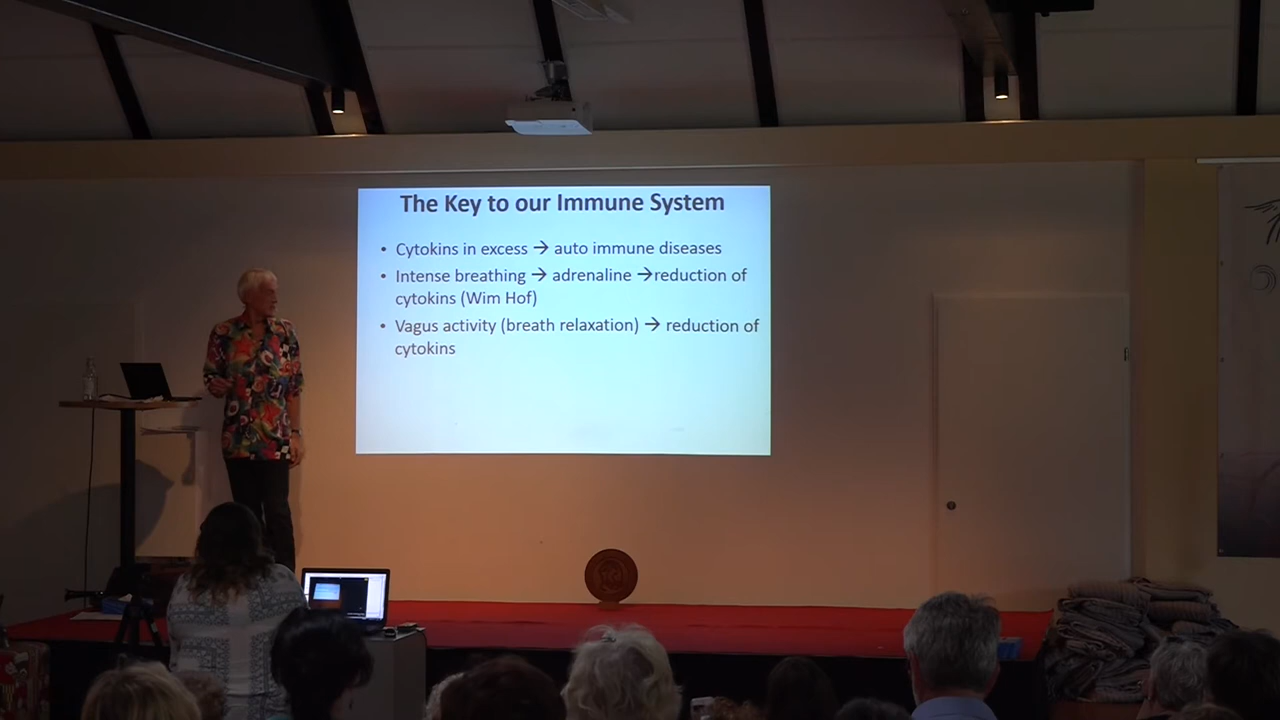 The Key to our Immune System
• Cytokins in excess → auto immune diseases
• Intense breathing → adrenaline →reduction of
cytokins (Wim Hof)
• Vagus activity (breath relaxation) → reduction of
cytokins